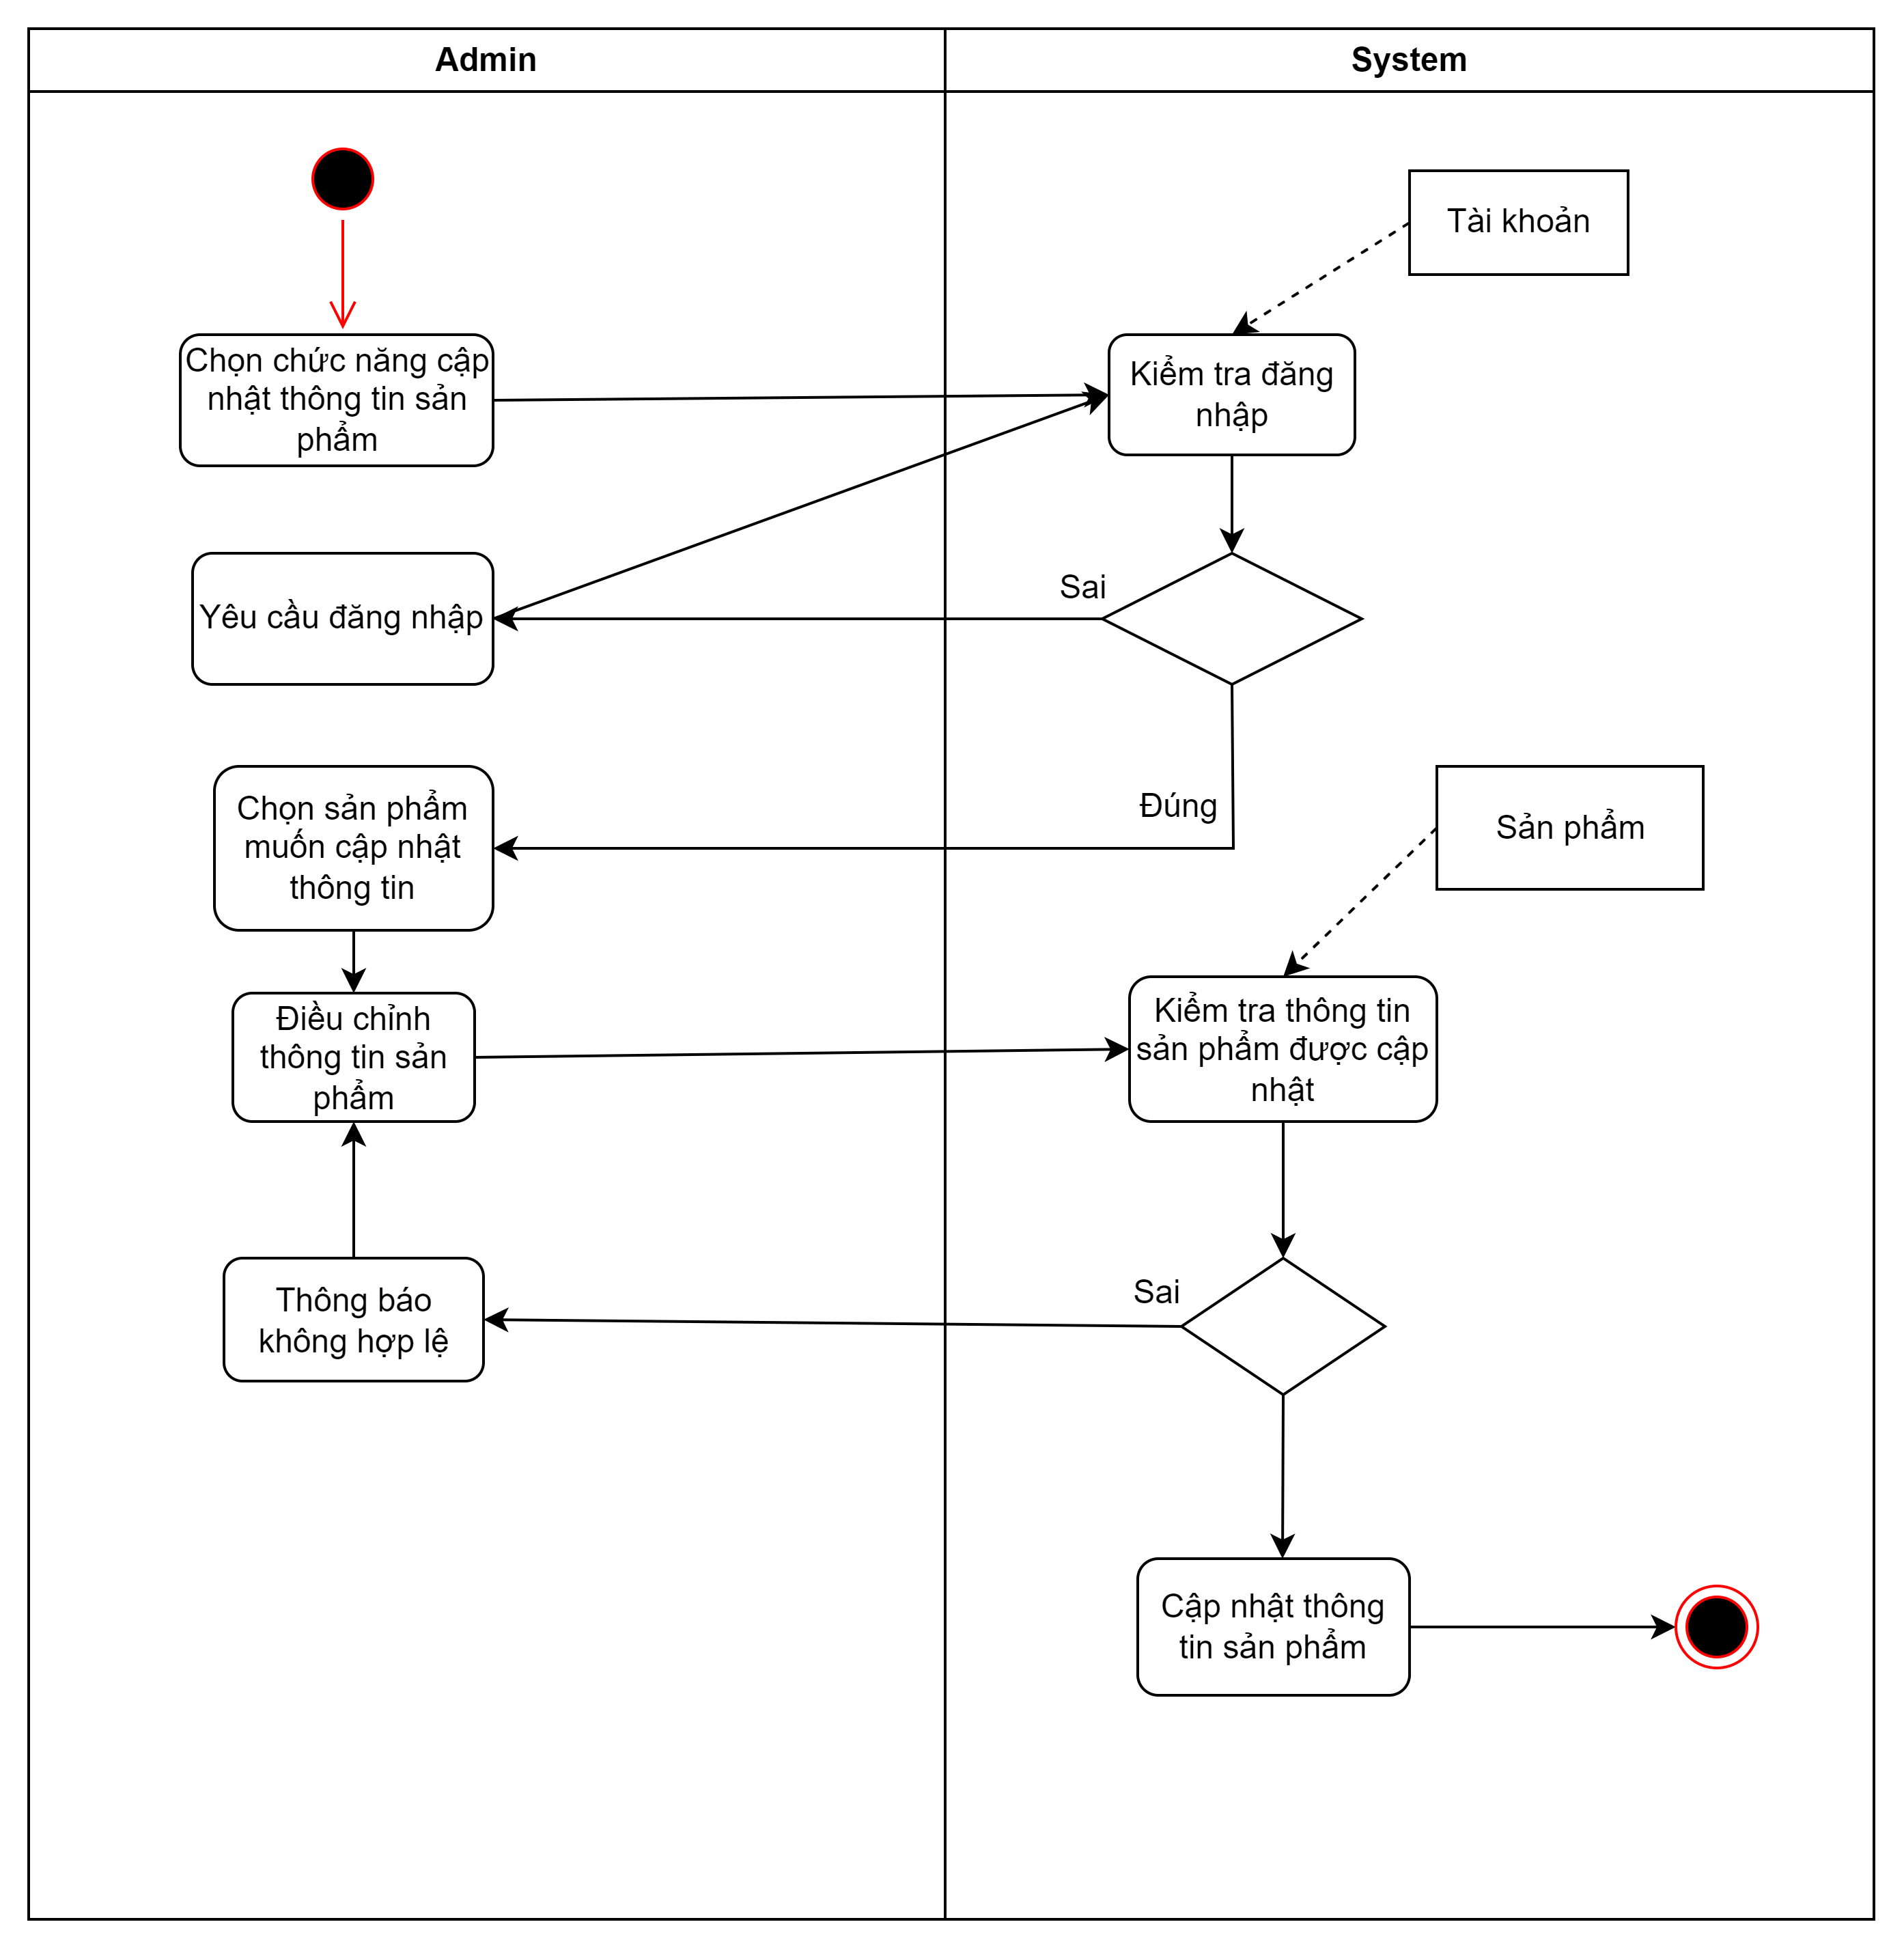 Admin
System
Tài khoản
Chọn chức năng cập
nhật thông tin sản
phẩm
Kiểm tra đăng
nhập
Sai
Yêu cầu đăng nhập
Đúng
Chọn sản phẩm
muốn cập nhật
thông tin
Sản phẩm
Điều chỉnh
thông tin sản
phẩm
Kiểm tra thông tin
sản phẩm được cập
nhật
Sai
Thông báo
không hợp lệ
Cập nhật thông
tin sản phẩm